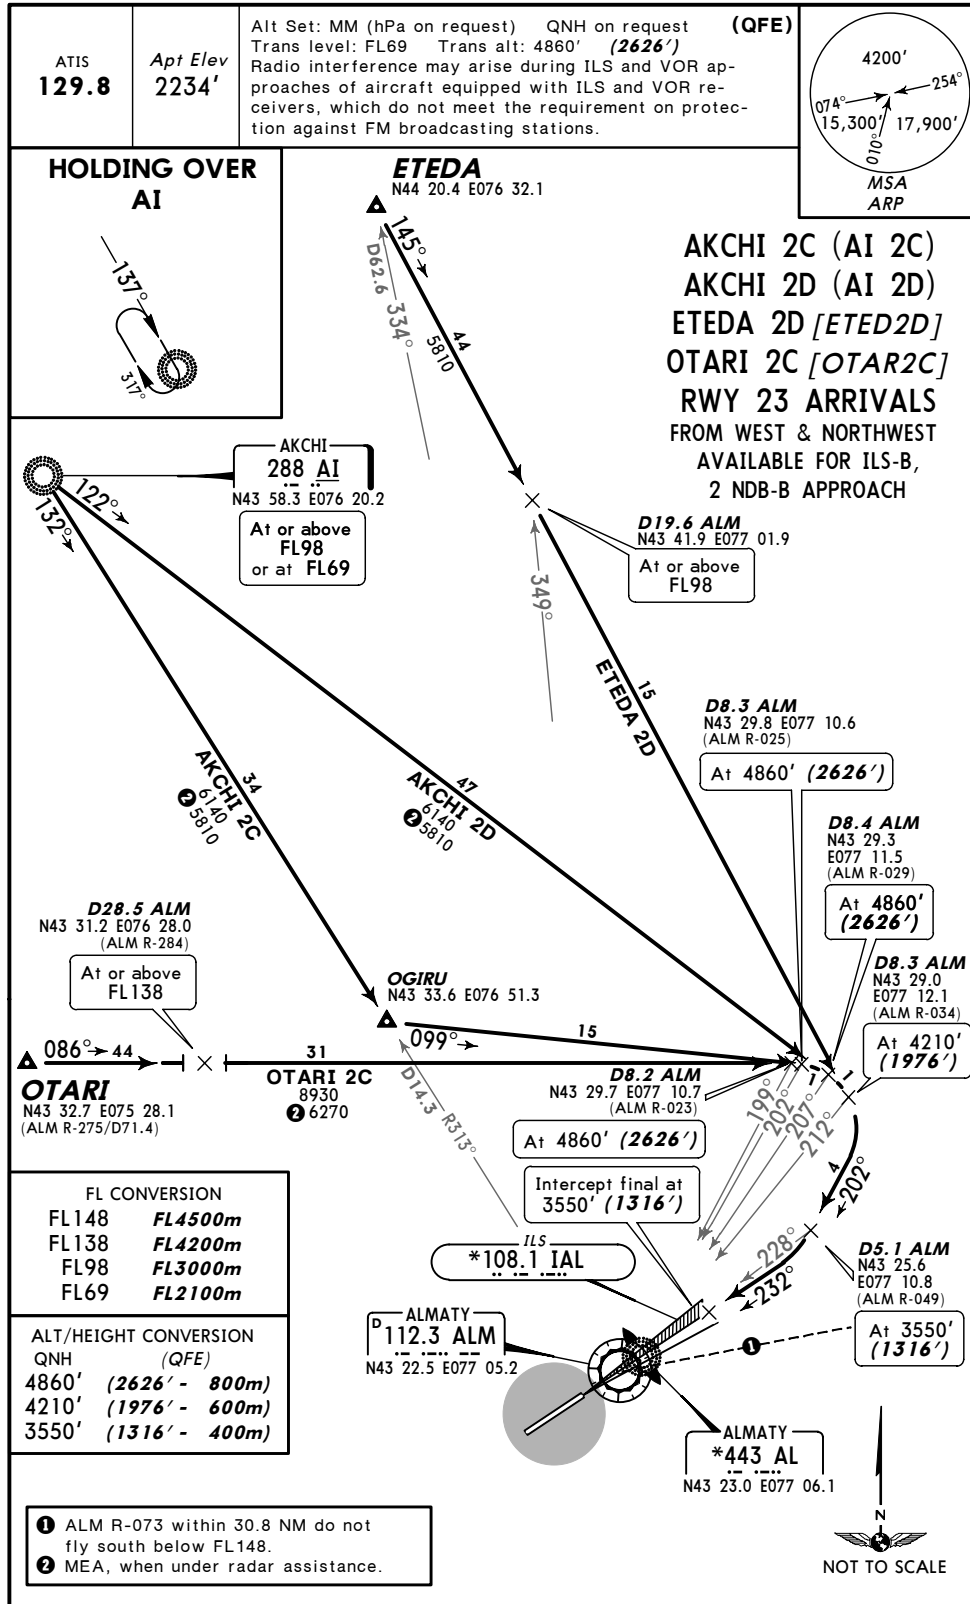 ATIS
129.8
Apt Elev
2234'
Alt Set: MM (hPa on request) QNH on request (QFE)
Trans level: FL69 Trans alt: 4860' (2626')
Radio interference may arise during ILS and VOR ap-
proaches of aircraft equipped with ILS and VOR re-
ceivers, which do not meet the requirement on protec-
tion against FM broadcasting stations.
4200'
074°
254°
15,300'
17,900'
010°
MSA
ARP
HOLDING OVER
AI
137°
317°
ETEDA
N44 20.4 E076 32.1
145°
D62.6 334°
44
5810
AKCHI 2C (AI 2C)
AKCHI 2D (AI 2D)
ETEDA 2D [ETED2D]
OTARI 2C [OTAR2C]
RWY 23 ARRIVALS
FROM WEST & NORTHWEST
AVAILABLE FOR ILS-B,
2 NDB-B APPROACH
AKCHI
288 AI
N43 58.3 E076 20.2
At or above
FL98
or at FL69
122°
132°
D19.6 ALM
N43 41.9 E077 01.9
At or above
FL98
349°
15
ETEDA 2D
D8.3 ALM
N43 29.8 E077 10.6
(ALM R-025)
At 4860' (2626')
34
AKCHI 2C
6140
2 5810
47
AKCHI 2D
6140
2 5810
D8.4 ALM
N43 29.3
E077 11.5
(ALM R-029)
At 4860'
(2626')
D28.5 ALM
N43 31.2 E076 28.0
(ALM R-284)
At or above
FL138
OGIRU
N43 33.6 E076 51.3
D8.3 ALM
N43 29.0
E077 12.1
(ALM R-034)
At 4210'
(1976')
099°
15
086° 44
OTARI
N43 32.7 E075 28.1
(ALM R-275/D71.4)
31
OTARI 2C
8930
2 6270
D14.3 R313°
D8.2 ALM
N43 29.7 E077 10.7
(ALM R-023)
At 4860' (2626')
1
1
199°
202°
207°
212°
4
202°
Intercept final at
3550' (1316')
228°
232°
D5.1 ALM
N43 25.6
E077 10.8
(ALM R-049)
At 3550'
(1316')
ILS
*108.1 IAL
ALMATY
D 112.3 ALM
N43 22.5 E077 05.2
1
ALMATY
*443 AL
N43 23.0 E077 06.1
FL CONVERSION
FL148 FL4500m
FL138 FL4200m
FL98 FL3000m
FL69 FL2100m
ALT/HEIGHT CONVERSION
QNH (QFE)
4860' (2626' - 800m)
4210' (1976' - 600m)
3550' (1316' - 400m)
1 ALM R-073 within 30.8 NM do not
fly south below FL148.
2 MEA, when under radar assistance.
N
NOT TO SCALE